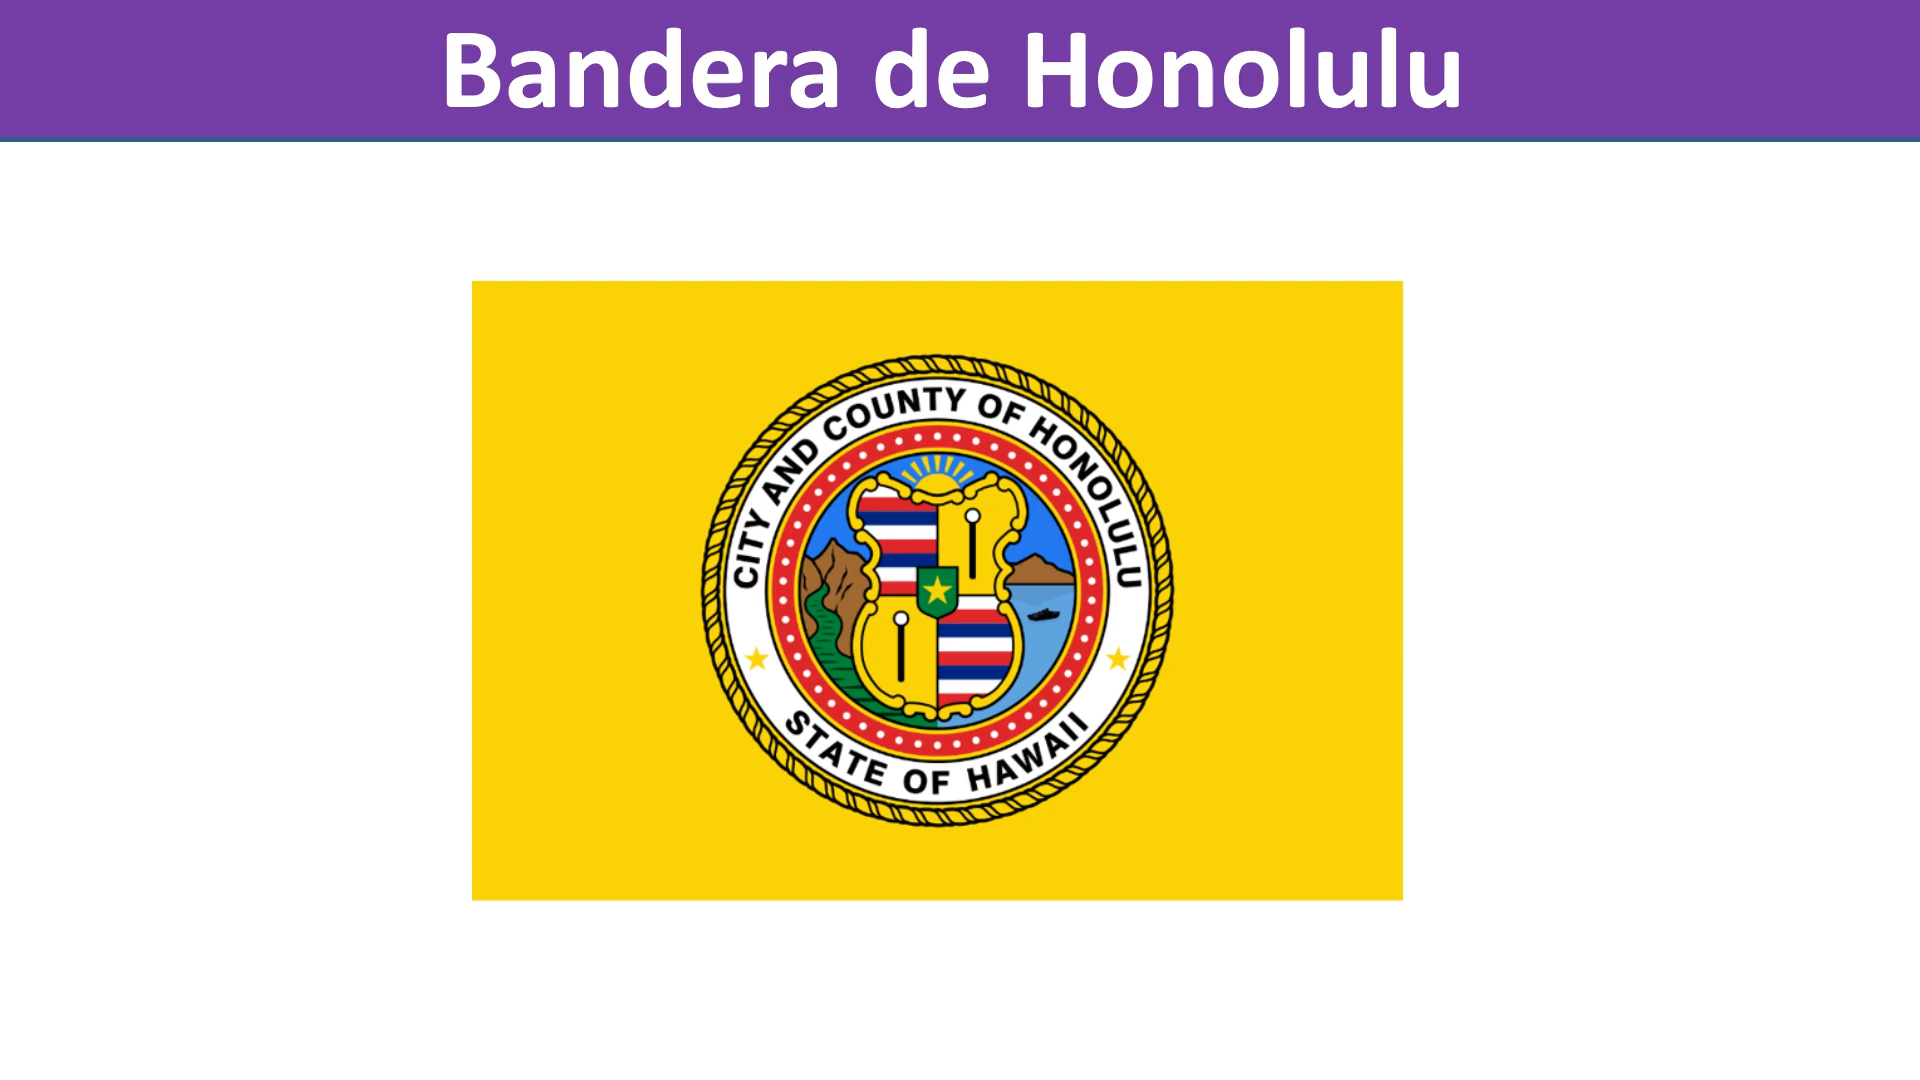 Bandera de Honolulu
CITY AND COUNTY OF HONOLULU
STATE OF HAWAII